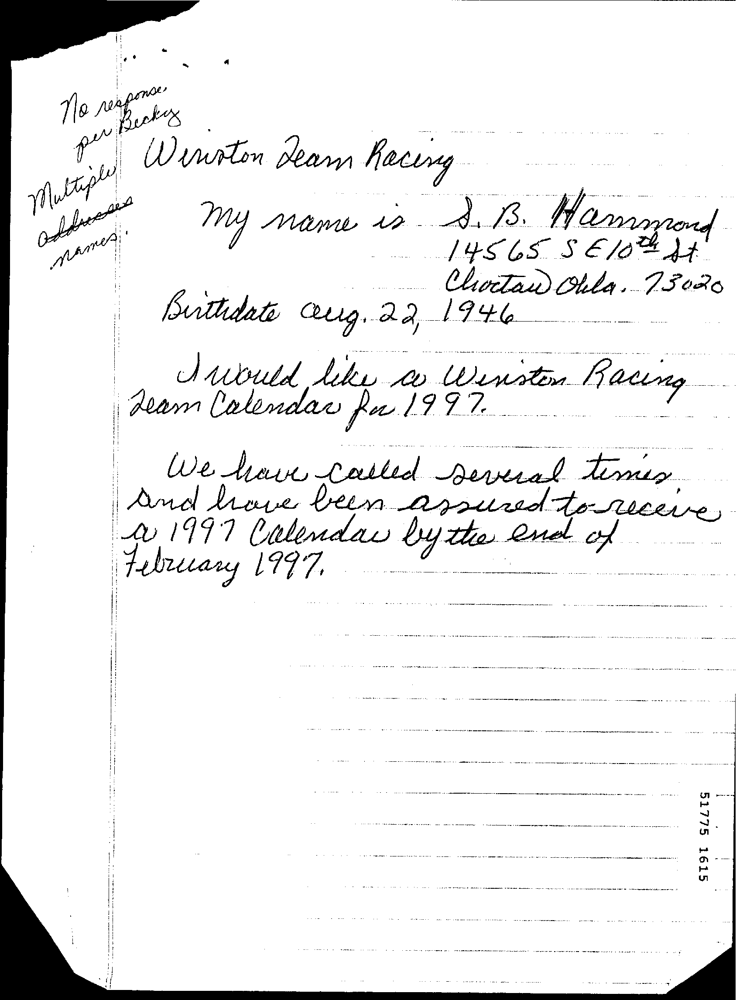 No response.
per Becky
Multiple
addresses
names.
Winston Team Racing
My name is S. B. Hammond
14565 S E 10th St
Choctaw Okla. 73020
Birthdate Aug. 22, 1946
I would like a Winston Racing
Team Calendar for 1997.
We have called several times
and have been assured to receive
a 1997 Calendar by the end of
February 1997.
51775 1615